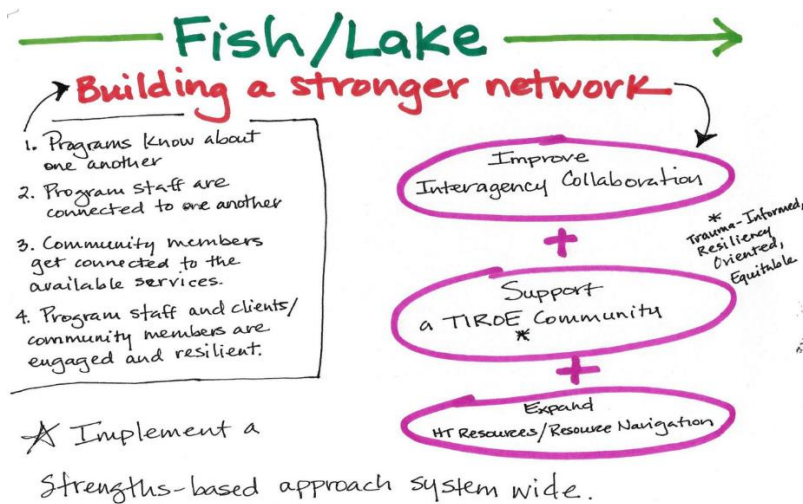 Fish/Lake
Building a stronger network
1. Programs know about
one another
2. Program staff are
connected to one another
3. Community members
get connected to the
available services.
4. Program staff and clients/
community members are
engaged and resilient.
Improve
Interagency Collaboration
+
Support
a TIROE Community
*
+
Expand
HT Resources/Resource Navigation
*
Trauma-Informed,
Resiliency
Oriented,
Equitable
☆ Implement a
Strengths-based approach system wide.